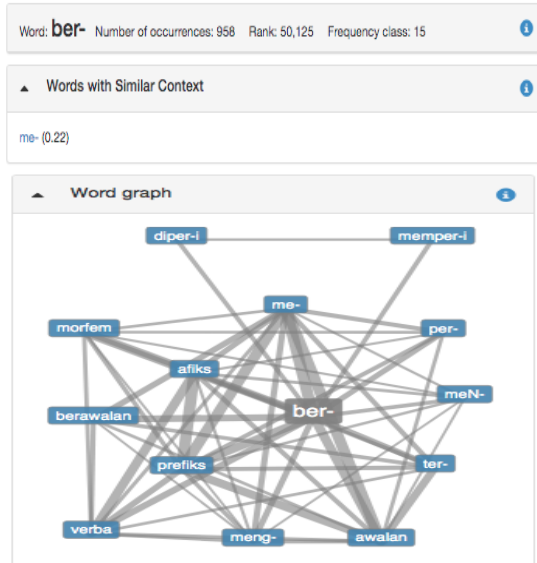 Word: ber- Number of occurrences: 958 Rank: 50,125 Frequency class: 15
Words with Similar Context
me- (0.22)
Word graph
diper-i memper-i
me-
morfem per-
afiks
meN-
berawalan ber-
prefiks ter-
verba meng- awalan